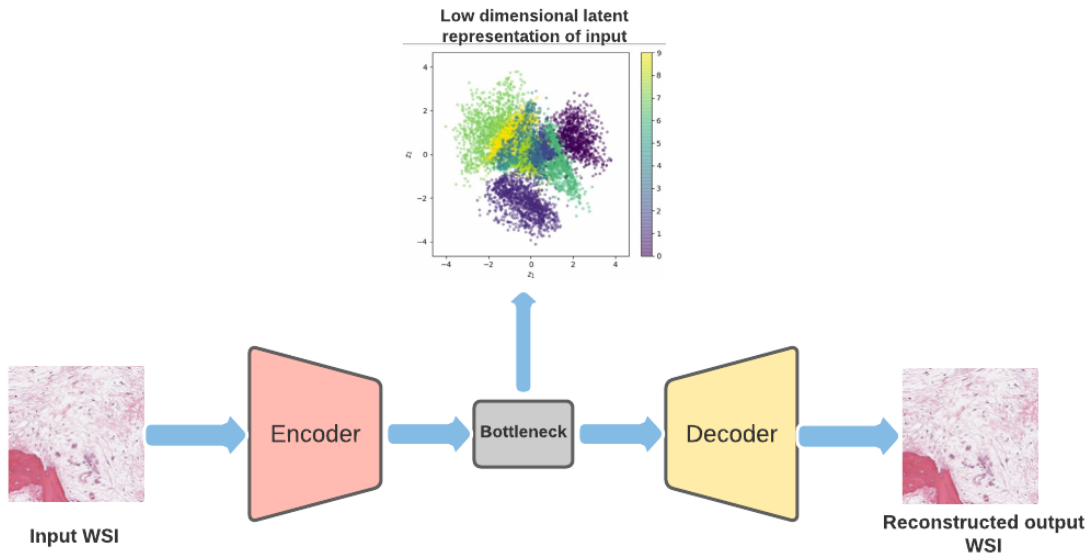 Low dimensional latent
representation of input
4
2
0
−2
−4
z₂
−4
−2
0
2
4
z₁
9
8
7
6
5
4
3
2
1
0
Encoder
Bottleneck
Decoder
Input WSI
Reconstructed output
WSI